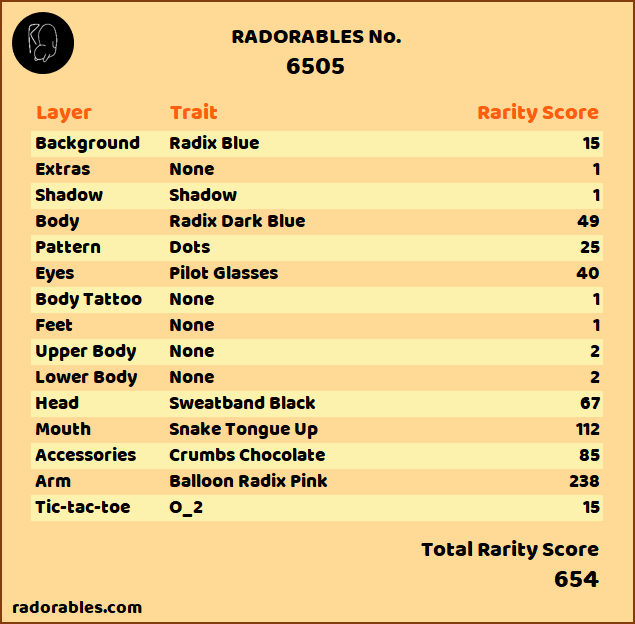 RADORABLES No.
6505
Layer Trait Rarity Score
Background Radix Blue 15
Extras None 1
Shadow Shadow 1
Body Radix Dark Blue 49
Pattern Dots 25
Eyes Pilot Glasses 40
Body Tattoo None 1
Feet None 1
Upper Body None 2
Lower Body None 2
Head Sweatband Black 67
Mouth Snake Tongue Up 112
Accessories Crumbs Chocolate 85
Arm Balloon Radix Pink 238
Tic-tac-toe O_2 15
Total Rarity Score
654
radorables.com